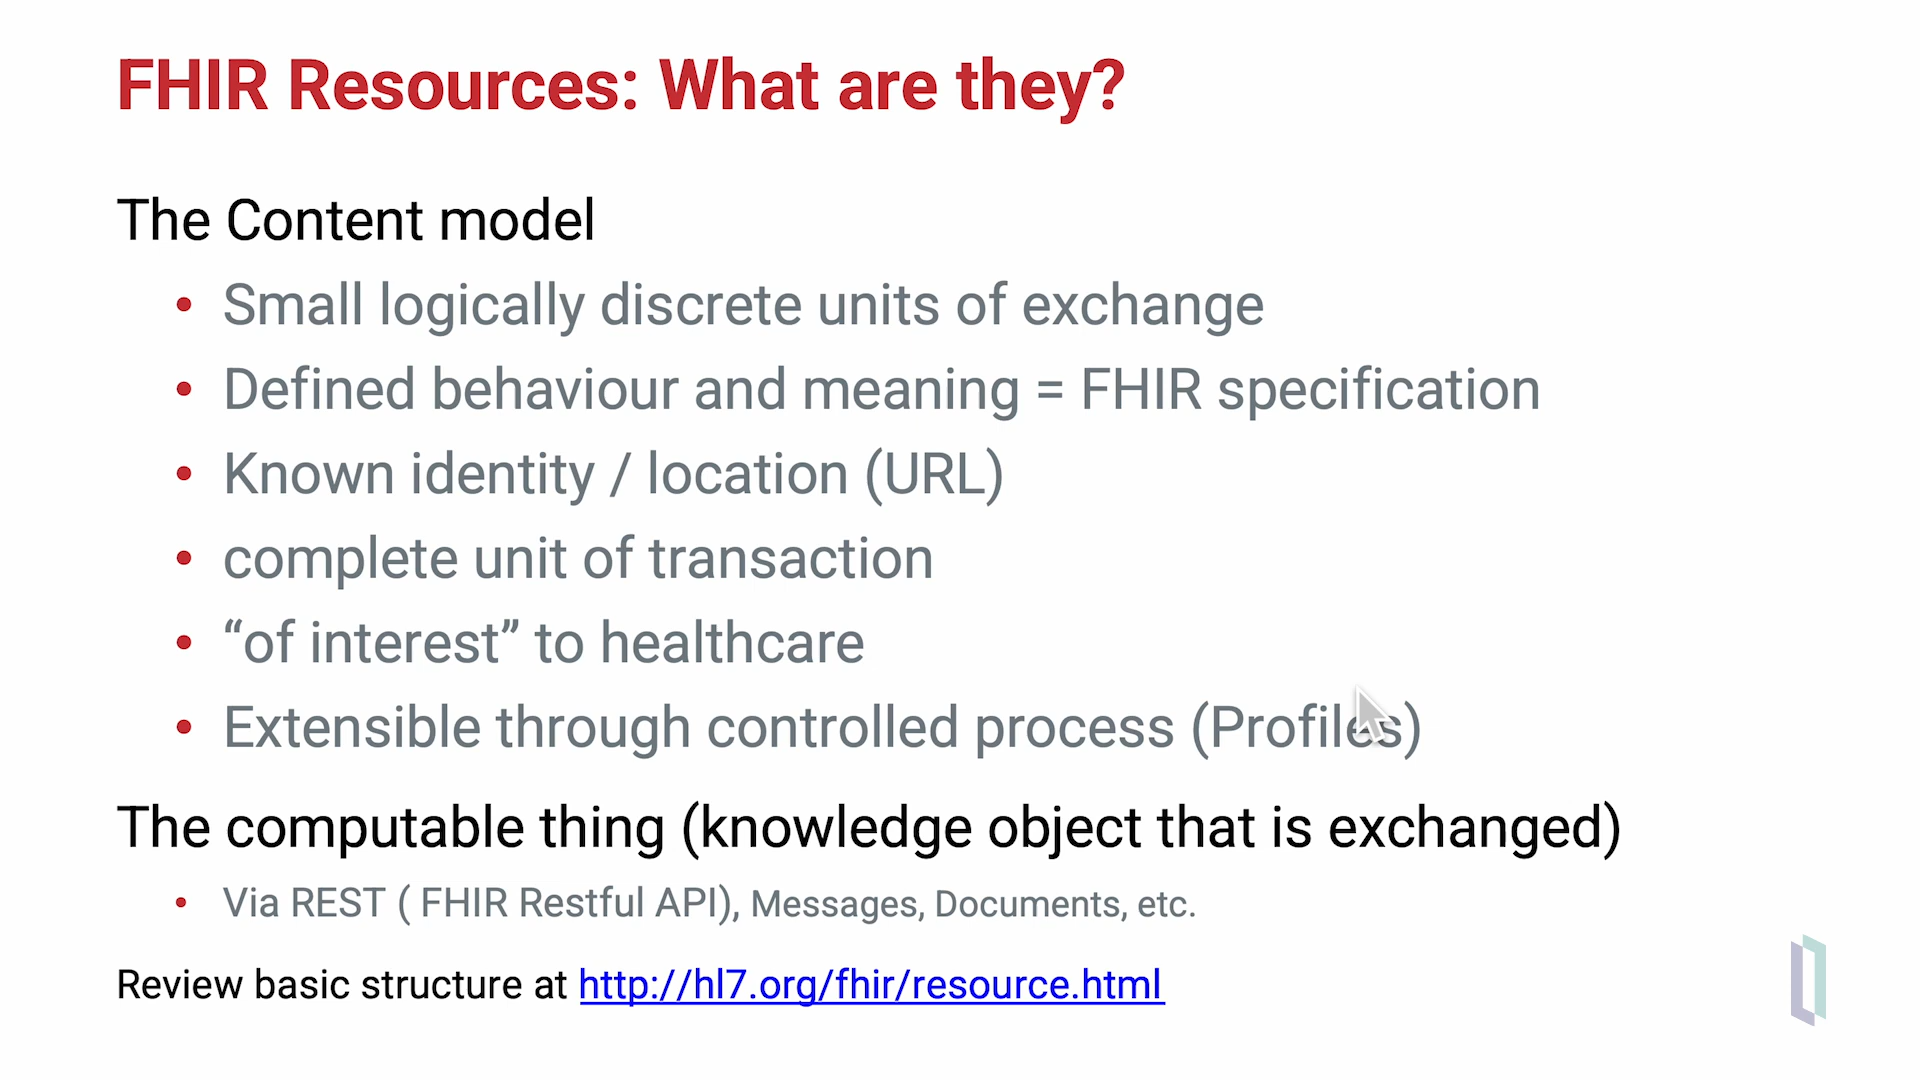 FHIR Resources: What are they?
The Content model
• Small logically discrete units of exchange
• Defined behaviour and meaning = FHIR specification
• Known identity / location (URL)
• complete unit of transaction
• “of interest” to healthcare
• Extensible through controlled process (Profiles)
The computable thing (knowledge object that is exchanged)
• Via REST ( FHIR Restful API), Messages, Documents, etc.
Review basic structure at http://hl7.org/fhir/resource.html